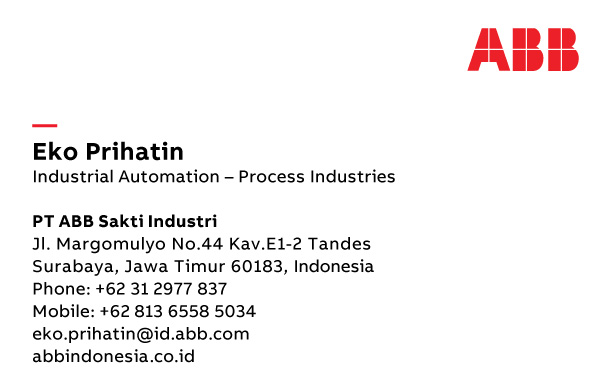 ABB
Eko Prihatin
Industrial Automation – Process Industries
PT ABB Sakti Industri
Jl. Margomulyo No.44 Kav.E1-2 Tandes
Surabaya, Jawa Timur 60183, Indonesia
Phone: +62 31 2977 837
Mobile: +62 813 6558 5034
eko.prihatin@id.abb.com
abbindonesia.co.id